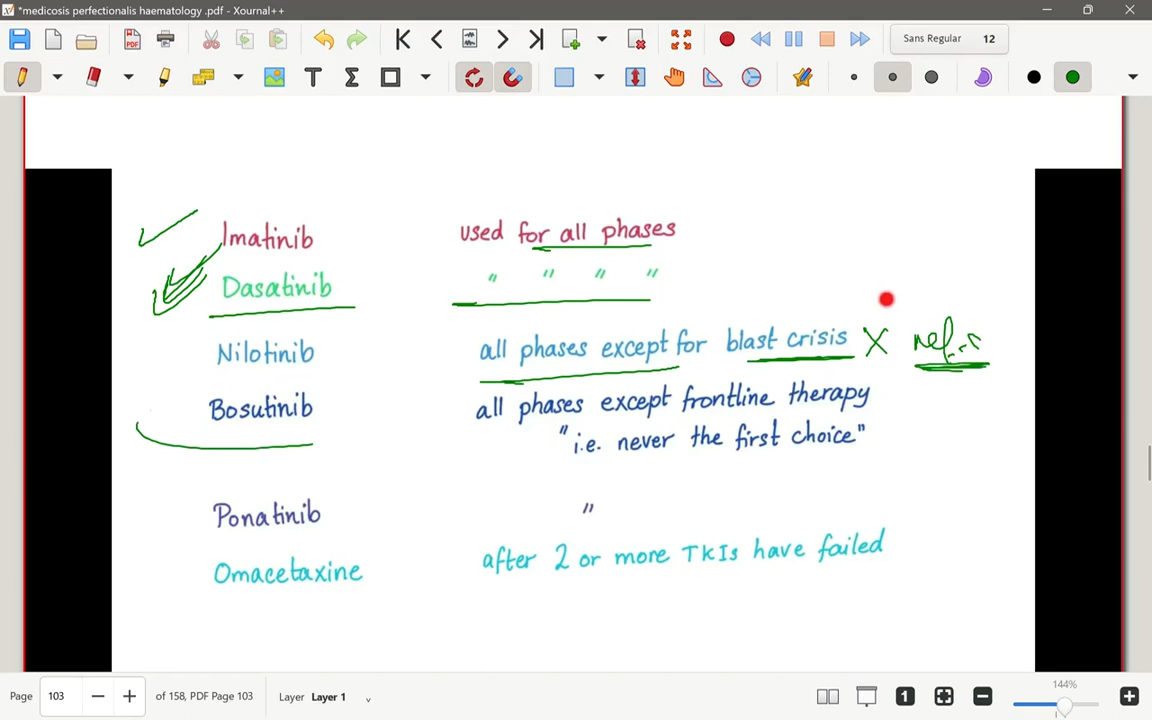 *medicosis perfectionalis haematology .pdf - Xournal++
Sans Regular 12
Imatinib used for all phases
Dasatinib " " " "
Nilotinib all phases except for blast crisis X
Bosutinib all phases except frontline therapy
"i.e. never the first choice"
Ponatinib "
Omacetaxine after 2 or more TKIs have failed
Page 103 of 158, PDF Page 103 Layer Layer 1 144%